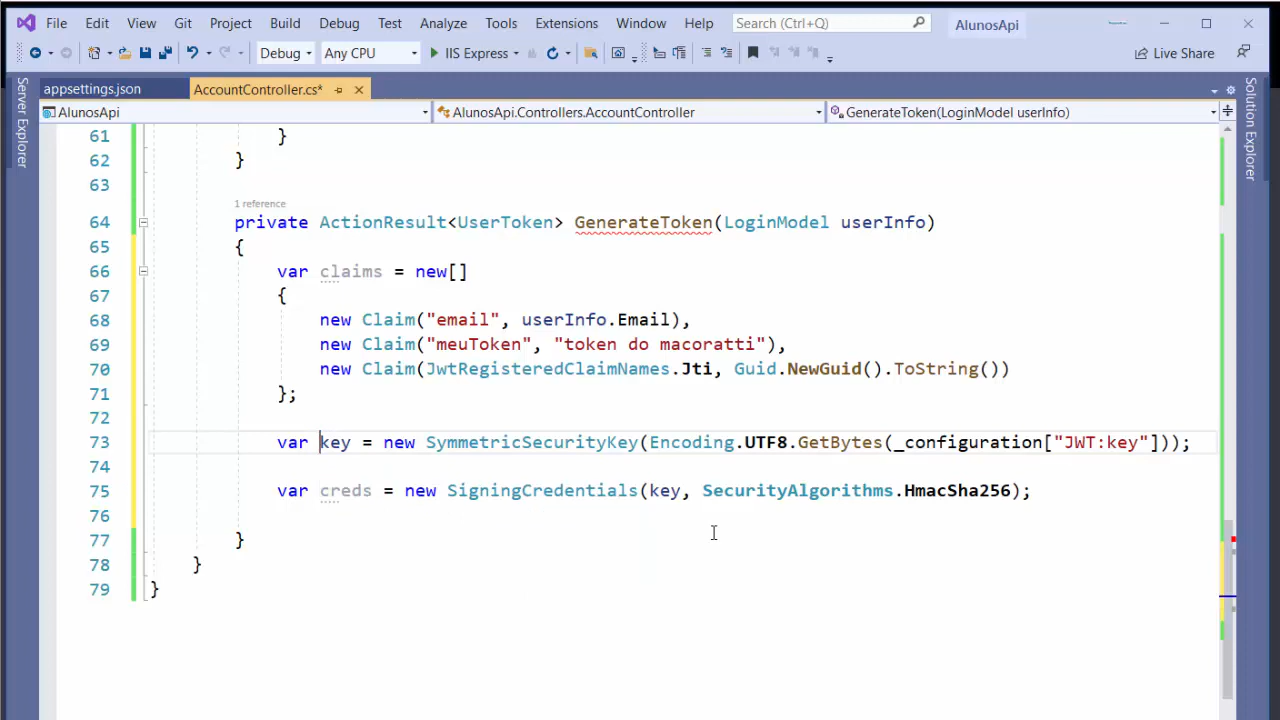 File Edit View Git Project Build Debug Test Analyze Tools Extensions Window Help Search (Ctrl+Q) AlunosApi
Debug Any CPU IIS Express Live Share
Server Explorer
appsettings.json AccountController.cs*
Solution Explorer
AlunosApi AlunosApi.Controllers.AccountController GenerateToken(LoginModel userInfo)
61 }
62 }
63
1 reference
64 private ActionResult<UserToken> GenerateToken(LoginModel userInfo)
65 {
66 var claims = new[]
67 {
68 new Claim("email", userInfo.Email),
69 new Claim("meuToken", "token do macoratti"),
70 new Claim(JwtRegisteredClaimNames.Jti, Guid.NewGuid().ToString())
71 };
72
73 var key = new SymmetricSecurityKey(Encoding.UTF8.GetBytes(_configuration["JWT:key"]));
74
75 var creds = new SigningCredentials(key, SecurityAlgorithms.HmacSha256);
76
77 }
78 }
79 }